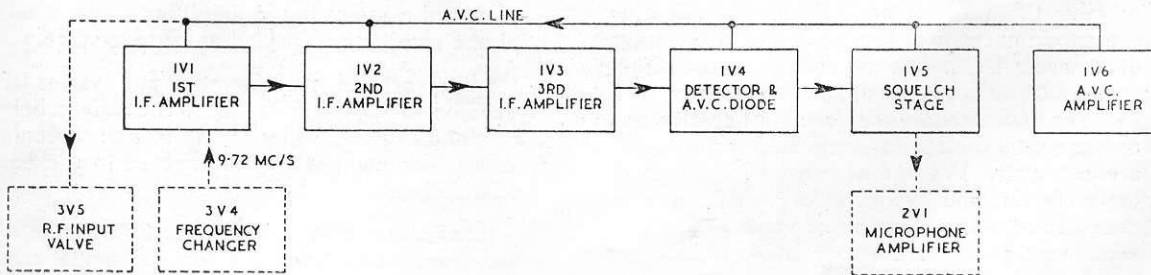 A.V.C. LINE
1V1
1ST
I.F. AMPLIFIER
1V2
2ND
I.F. AMPLIFIER
1V3
3RD
I.F. AMPLIFIER
1V4
DETECTOR &
A.V.C. DIODE
1V5
SQUELCH
STAGE
1V6
A.V.C.
AMPLIFIER
9·72 MC/S
3V5
R.F. INPUT
VALVE
3V4
FREQUENCY
CHANGER
2V1
MICROPHONE
AMPLIFIER